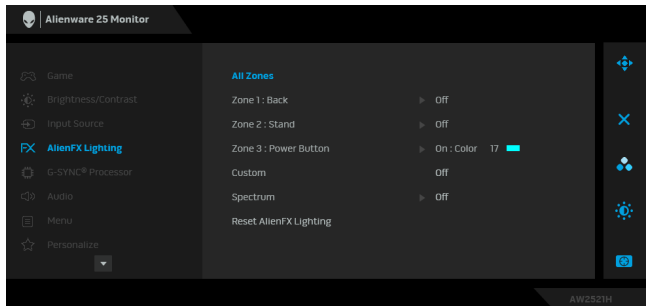 Alienware 25 Monitor
Game
Brightness/Contrast
Input Source
FX AlienFX Lighting
G-SYNC® Processor
Audio
Menu
Personalize
All Zones
Zone 1 : Back Off
Zone 2 : Stand Off
Zone 3 : Power Button On : Color 17
Custom Off
Spectrum Off
Reset AlienFX Lighting
AW2521H